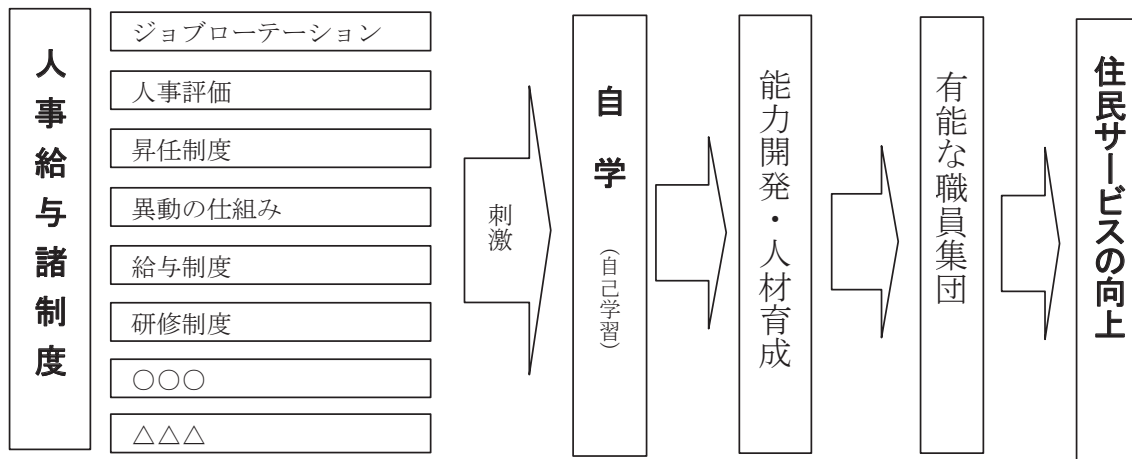 人事給与諸制度
ジョブローテーション
人事評価
昇任制度
異動の仕組み
給与制度
研修制度
○○○
△△△
刺激
自学
（自己学習）
能力開発・人材育成
有能な職員集団
住民サービスの向上